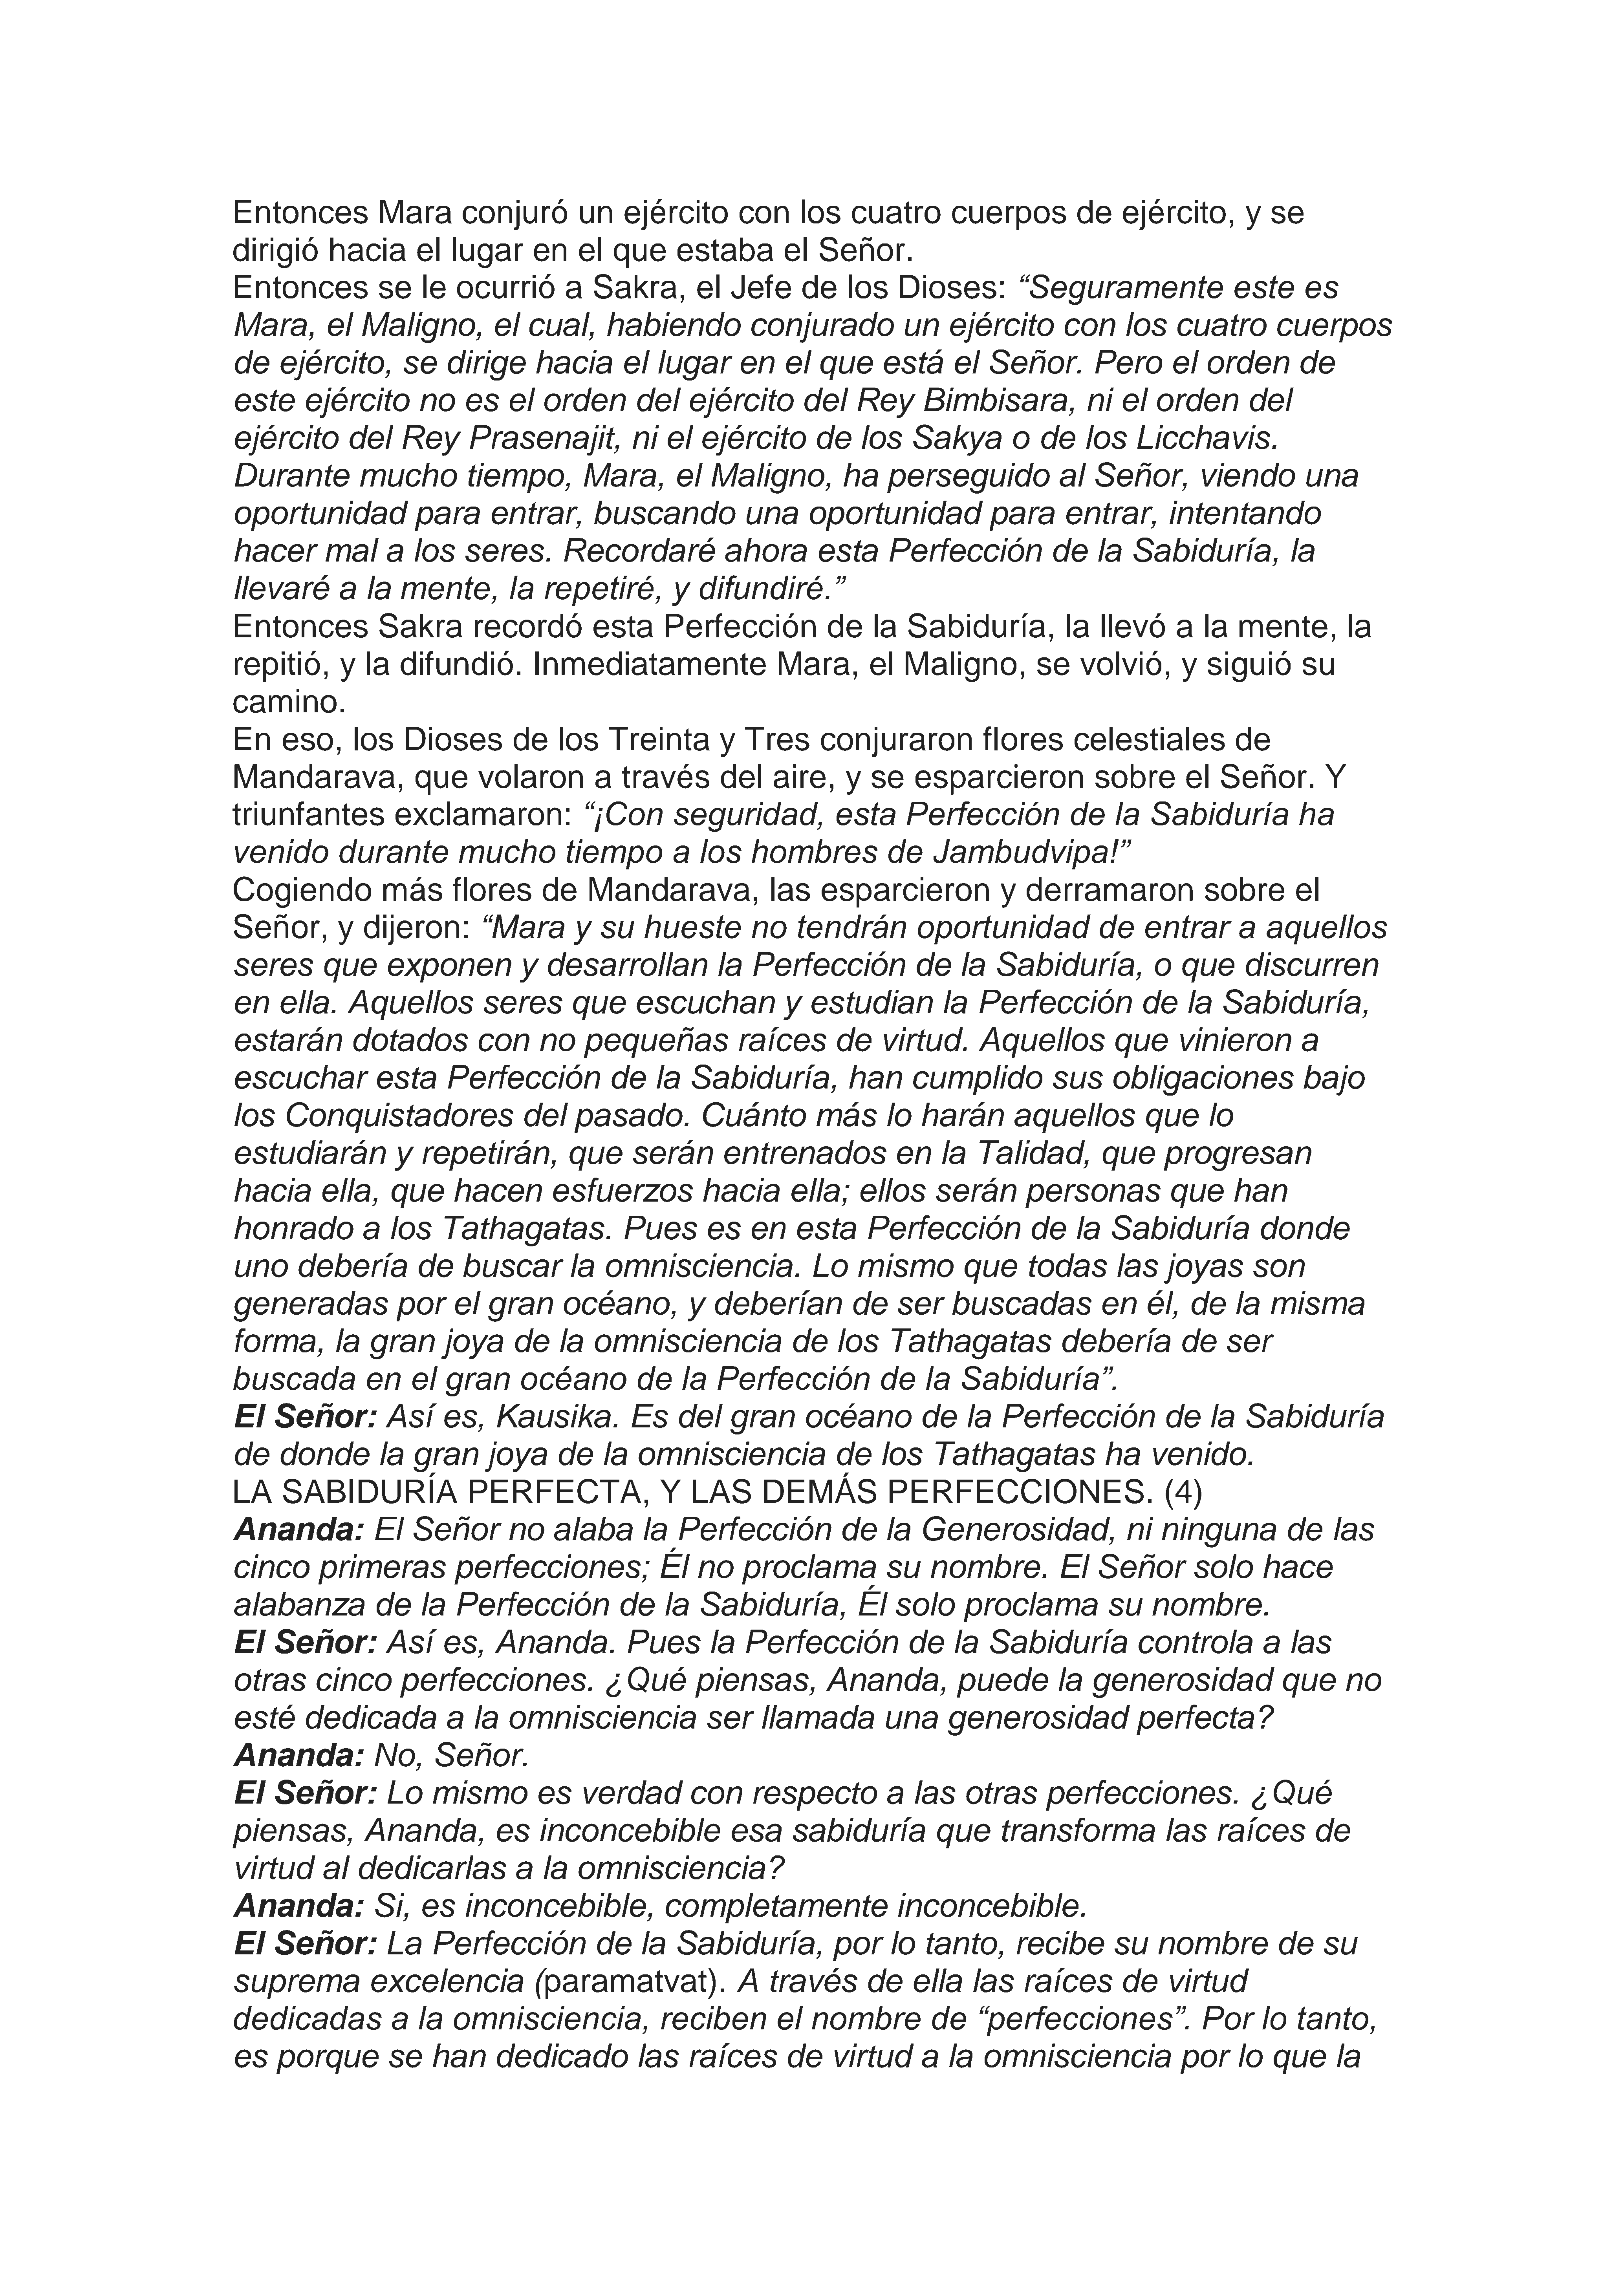 Entonces Mara conjuró un ejército con los cuatro cuerpos de ejército, y se
dirigió hacia el lugar en el que estaba el Señor.
Entonces se le ocurrió a Sakra, el Jefe de los Dioses: “Seguramente este es
Mara, el Maligno, el cual, habiendo conjurado un ejército con los cuatro cuerpos
de ejército, se dirige hacia el lugar en el que está el Señor. Pero el orden de
este ejército no es el orden del ejército del Rey Bimbisara, ni el orden del
ejército del Rey Prasenajit, ni el ejército de los Sakya o de los Licchavis.
Durante mucho tiempo, Mara, el Maligno, ha perseguido al Señor, viendo una
oportunidad para entrar, buscando una oportunidad para entrar, intentando
hacer mal a los seres. Recordaré ahora esta Perfección de la Sabiduría, la
llevaré a la mente, la repetiré, y difundiré.”
Entonces Sakra recordó esta Perfección de la Sabiduría, la llevó a la mente, la
repitió, y la difundió. Inmediatamente Mara, el Maligno, se volvió, y siguió su
camino.
En eso, los Dioses de los Treinta y Tres conjuraron flores celestiales de
Mandarava, que volaron a través del aire, y se esparcieron sobre el Señor. Y
triunfantes exclamaron: “¡Con seguridad, esta Perfección de la Sabiduría ha
venido durante mucho tiempo a los hombres de Jambudvipa!”
Cogiendo más flores de Mandarava, las esparcieron y derramaron sobre el
Señor, y dijeron: “Mara y su hueste no tendrán oportunidad de entrar a aquellos
seres que exponen y desarrollan la Perfección de la Sabiduría, o que discurren
en ella. Aquellos seres que escuchan y estudian la Perfección de la Sabiduría,
estarán dotados con no pequeñas raíces de virtud. Aquellos que vinieron a
escuchar esta Perfección de la Sabiduría, han cumplido sus obligaciones bajo
los Conquistadores del pasado. Cuánto más lo harán aquellos que lo
estudiarán y repetirán, que serán entrenados en la Talidad, que progresan
hacia ella, que hacen esfuerzos hacia ella; ellos serán personas que han
honrado a los Tathagatas. Pues es en esta Perfección de la Sabiduría donde
uno debería de buscar la omnisciencia. Lo mismo que todas las joyas son
generadas por el gran océano, y deberían de ser buscadas en él, de la misma
forma, la gran joya de la omnisciencia de los Tathagatas debería de ser
buscada en el gran océano de la Perfección de la Sabiduría”.
El Señor: Así es, Kausika. Es del gran océano de la Perfección de la Sabiduría
de donde la gran joya de la omnisciencia de los Tathagatas ha venido.
LA SABIDURÍA PERFECTA, Y LAS DEMÁS PERFECCIONES. (4)
Ananda: El Señor no alaba la Perfección de la Generosidad, ni ninguna de las
cinco primeras perfecciones; Él no proclama su nombre. El Señor solo hace
alabanza de la Perfección de la Sabiduría, Él solo proclama su nombre.
El Señor: Así es, Ananda. Pues la Perfección de la Sabiduría controla a las
otras cinco perfecciones. ¿Qué piensas, Ananda, puede la generosidad que no
esté dedicada a la omnisciencia ser llamada una generosidad perfecta?
Ananda: No, Señor.
El Señor: Lo mismo es verdad con respecto a las otras perfecciones. ¿Qué
piensas, Ananda, es inconcebible esa sabiduría que transforma las raíces de
virtud al dedicarlas a la omnisciencia?
Ananda: Si, es inconcebible, completamente inconcebible.
El Señor: La Perfección de la Sabiduría, por lo tanto, recibe su nombre de su
suprema excelencia (paramatvat). A través de ella las raíces de virtud
dedicadas a la omnisciencia, reciben el nombre de “perfecciones”. Por lo tanto,
es porque se han dedicado las raíces de virtud a la omnisciencia por lo que la